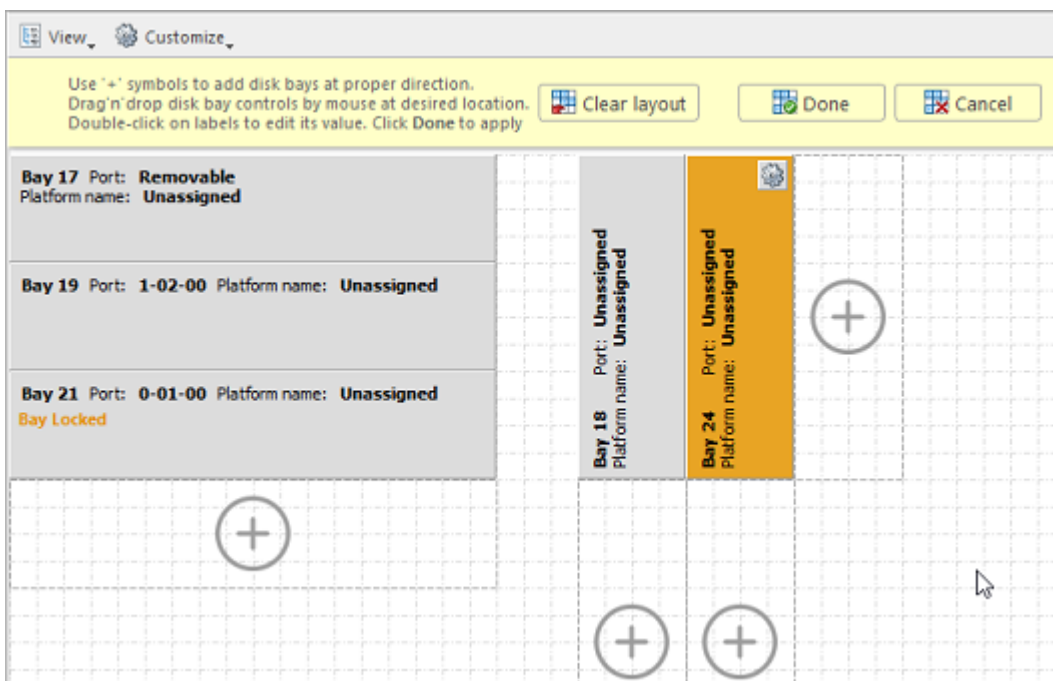 View Customize
Use '+' symbols to add disk bays at proper direction.
Drag'n'drop disk bay controls by mouse at desired location.
Double-click on labels to edit its value. Click Done to apply
Clear layout
Done
Cancel
Bay 17 Port: Removable
Platform name: Unassigned
Bay 19 Port: 1-02-00 Platform name: Unassigned
Bay 21 Port: 0-01-00 Platform name: Unassigned
Bay Locked
Bay 18 Port: Unassigned
Platform name: Unassigned
Bay 24 Port: Unassigned
Platform name: Unassigned